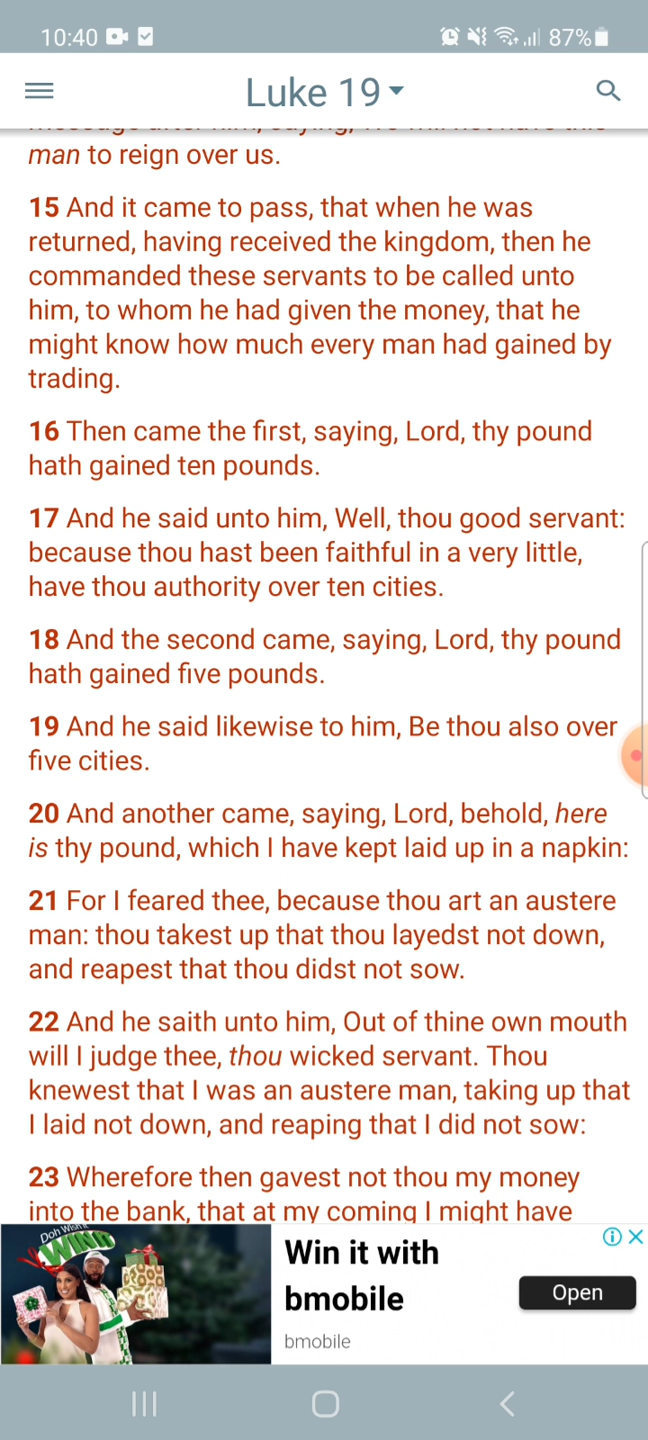 10:40
87%
Luke 19
man to reign over us.
15 And it came to pass, that when he was
returned, having received the kingdom, then he
commanded these servants to be called unto
him, to whom he had given the money, that he
might know how much every man had gained by
trading.
16 Then came the first, saying, Lord, thy pound
hath gained ten pounds.
17 And he said unto him, Well, thou good servant:
because thou hast been faithful in a very little,
have thou authority over ten cities.
18 And the second came, saying, Lord, thy pound
hath gained five pounds.
19 And he said likewise to him, Be thou also over
five cities.
20 And another came, saying, Lord, behold, here
is thy pound, which I have kept laid up in a napkin:
21 For I feared thee, because thou art an austere
man: thou takest up that thou layedst not down,
and reapest that thou didst not sow.
22 And he saith unto him, Out of thine own mouth
will I judge thee, thou wicked servant. Thou
knewest that I was an austere man, taking up that
I laid not down, and reaping that I did not sow:
23 Wherefore then gavest not thou my money
into the bank, that at my coming I might have
Doh Wish it
WIN it
Win it with
bmobile
bmobile
Open